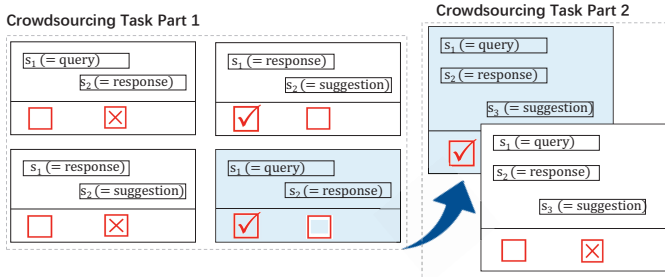 Crowdsourcing Task Part 1
s₁ (= query)
s₂ (= response)
s₁ (= response)
s₂ (= suggestion)
s₁ (= response)
s₂ (= suggestion)
s₁ (= query)
s₂ (= response)
Crowdsourcing Task Part 2
s₁ (= query)
s₂ (= response)
s₃ (= suggestion)
s₁ (= query)
s₂ (= response)
s₃ (= suggestion)